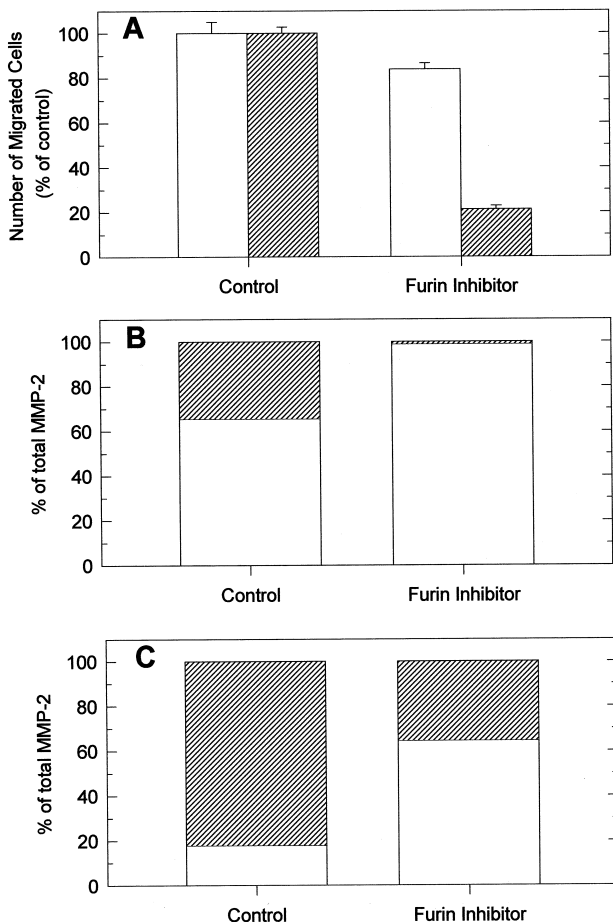 A
Number of Migrated Cells
(% of control)
100
80
60
40
20
0
Control
Furin Inhibitor
B
% of total MMP-2
100
80
60
40
20
0
Control
Furin Inhibitor
C
% of total MMP-2
100
80
60
40
20
0
Control
Furin Inhibitor